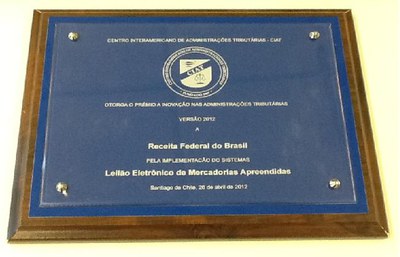 CENTRO INTERAMERICANO DE ADMINISTRAÇÕES TRIBUTÁRIAS - CIAT
CIAT
OTORGA O PRÊMIO A INOVAÇÃO NAS ADMINISTRAÇÕES TRIBUTÁRIAS
VERSÃO 2012
A
Receita Federal do Brasil
PELA IMPLEMENTAÇÃO DO SISTEMAS
Leilão Eletrônico de Mercadorias Apreendidas
Santiago de Chile, 26 de abril de 2012